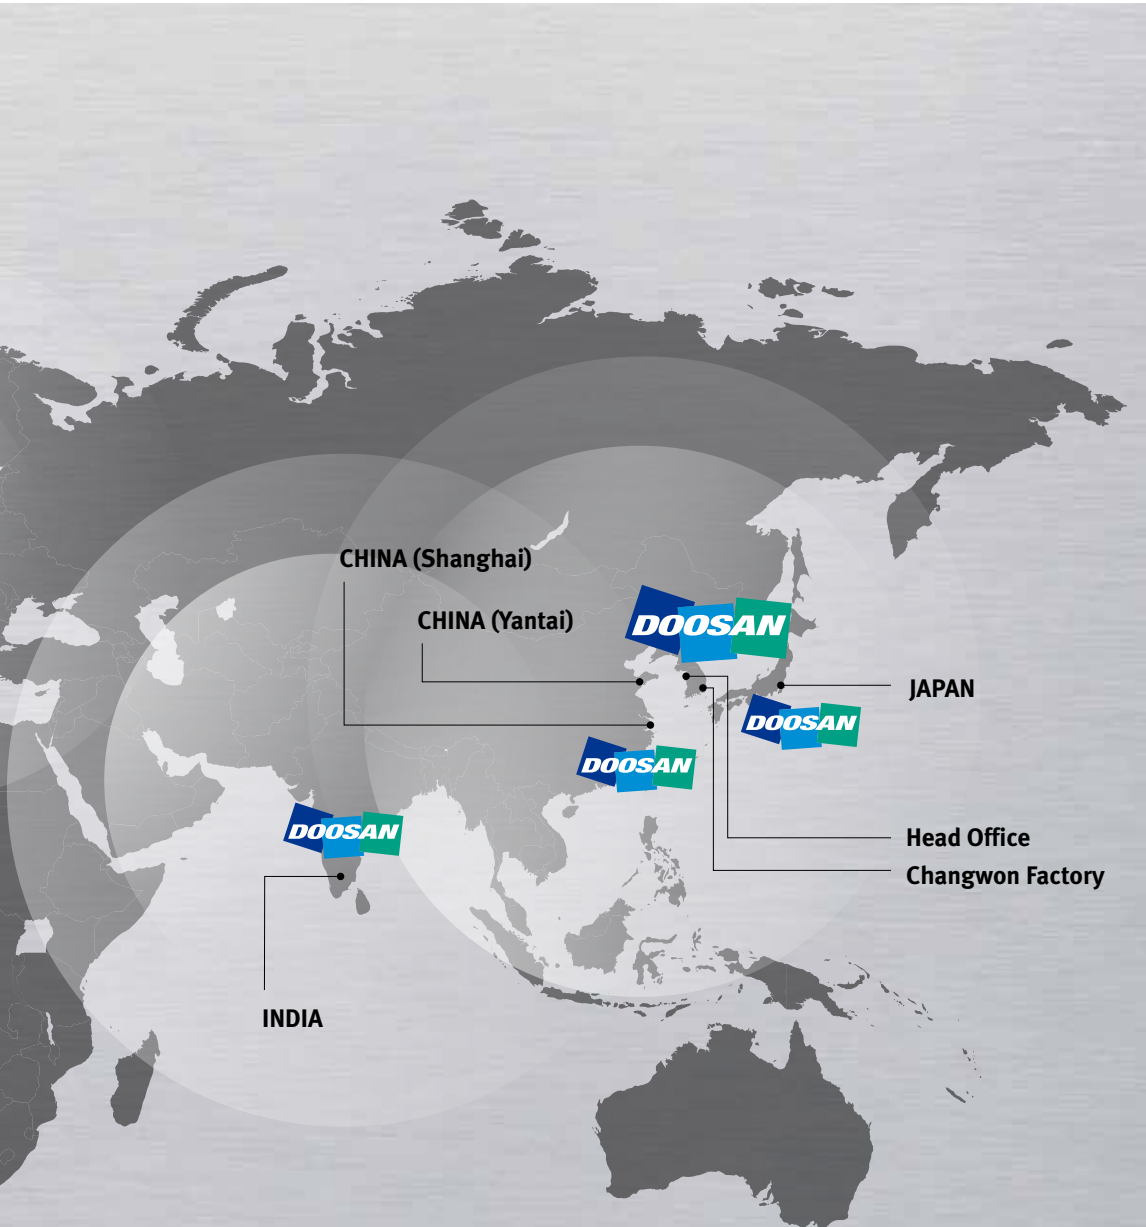 CHINA (Shanghai)
CHINA (Yantai)
DOOSAN
JAPAN
DOOSAN
DOOSAN
DOOSAN
Head Office
Changwon Factory
INDIA